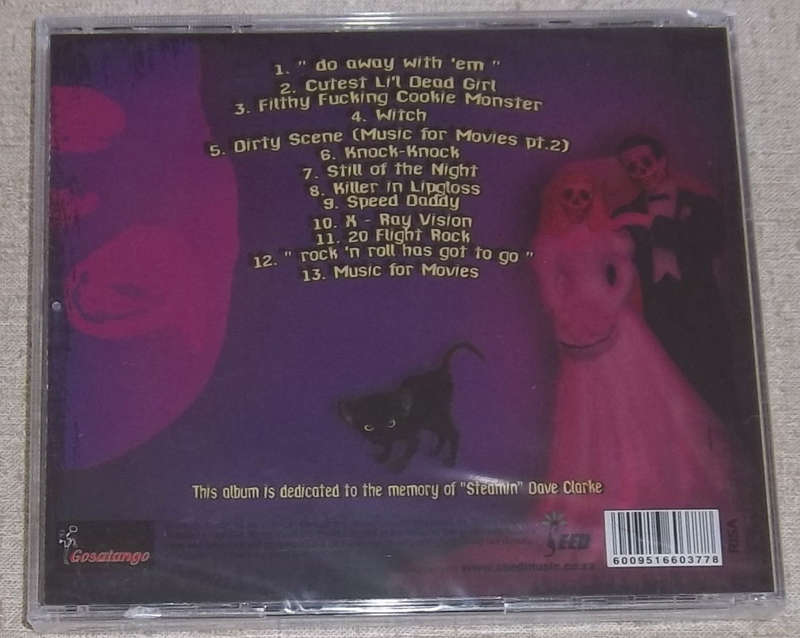 1. " do away with 'em "
2. Cutest Li'l Dead Girl
3. Filthy Fucking Cookie Monster
4. Witch
5. Dirty Scene (Music for Movies pt.2)
6. Knock-Knock
7. Still of the Night
8. Killer in Lipgloss
9. Speed Daddy
10. X - Ray Vision
11. 20 Flight Rock
12. " rock 'n roll has got to go "
13. Music for Movies
This album is dedicated to the memory of "Steamin" Dave Clarke
Gosatango
SEED
www.seedmusic.co.za
6009516603778
RISA